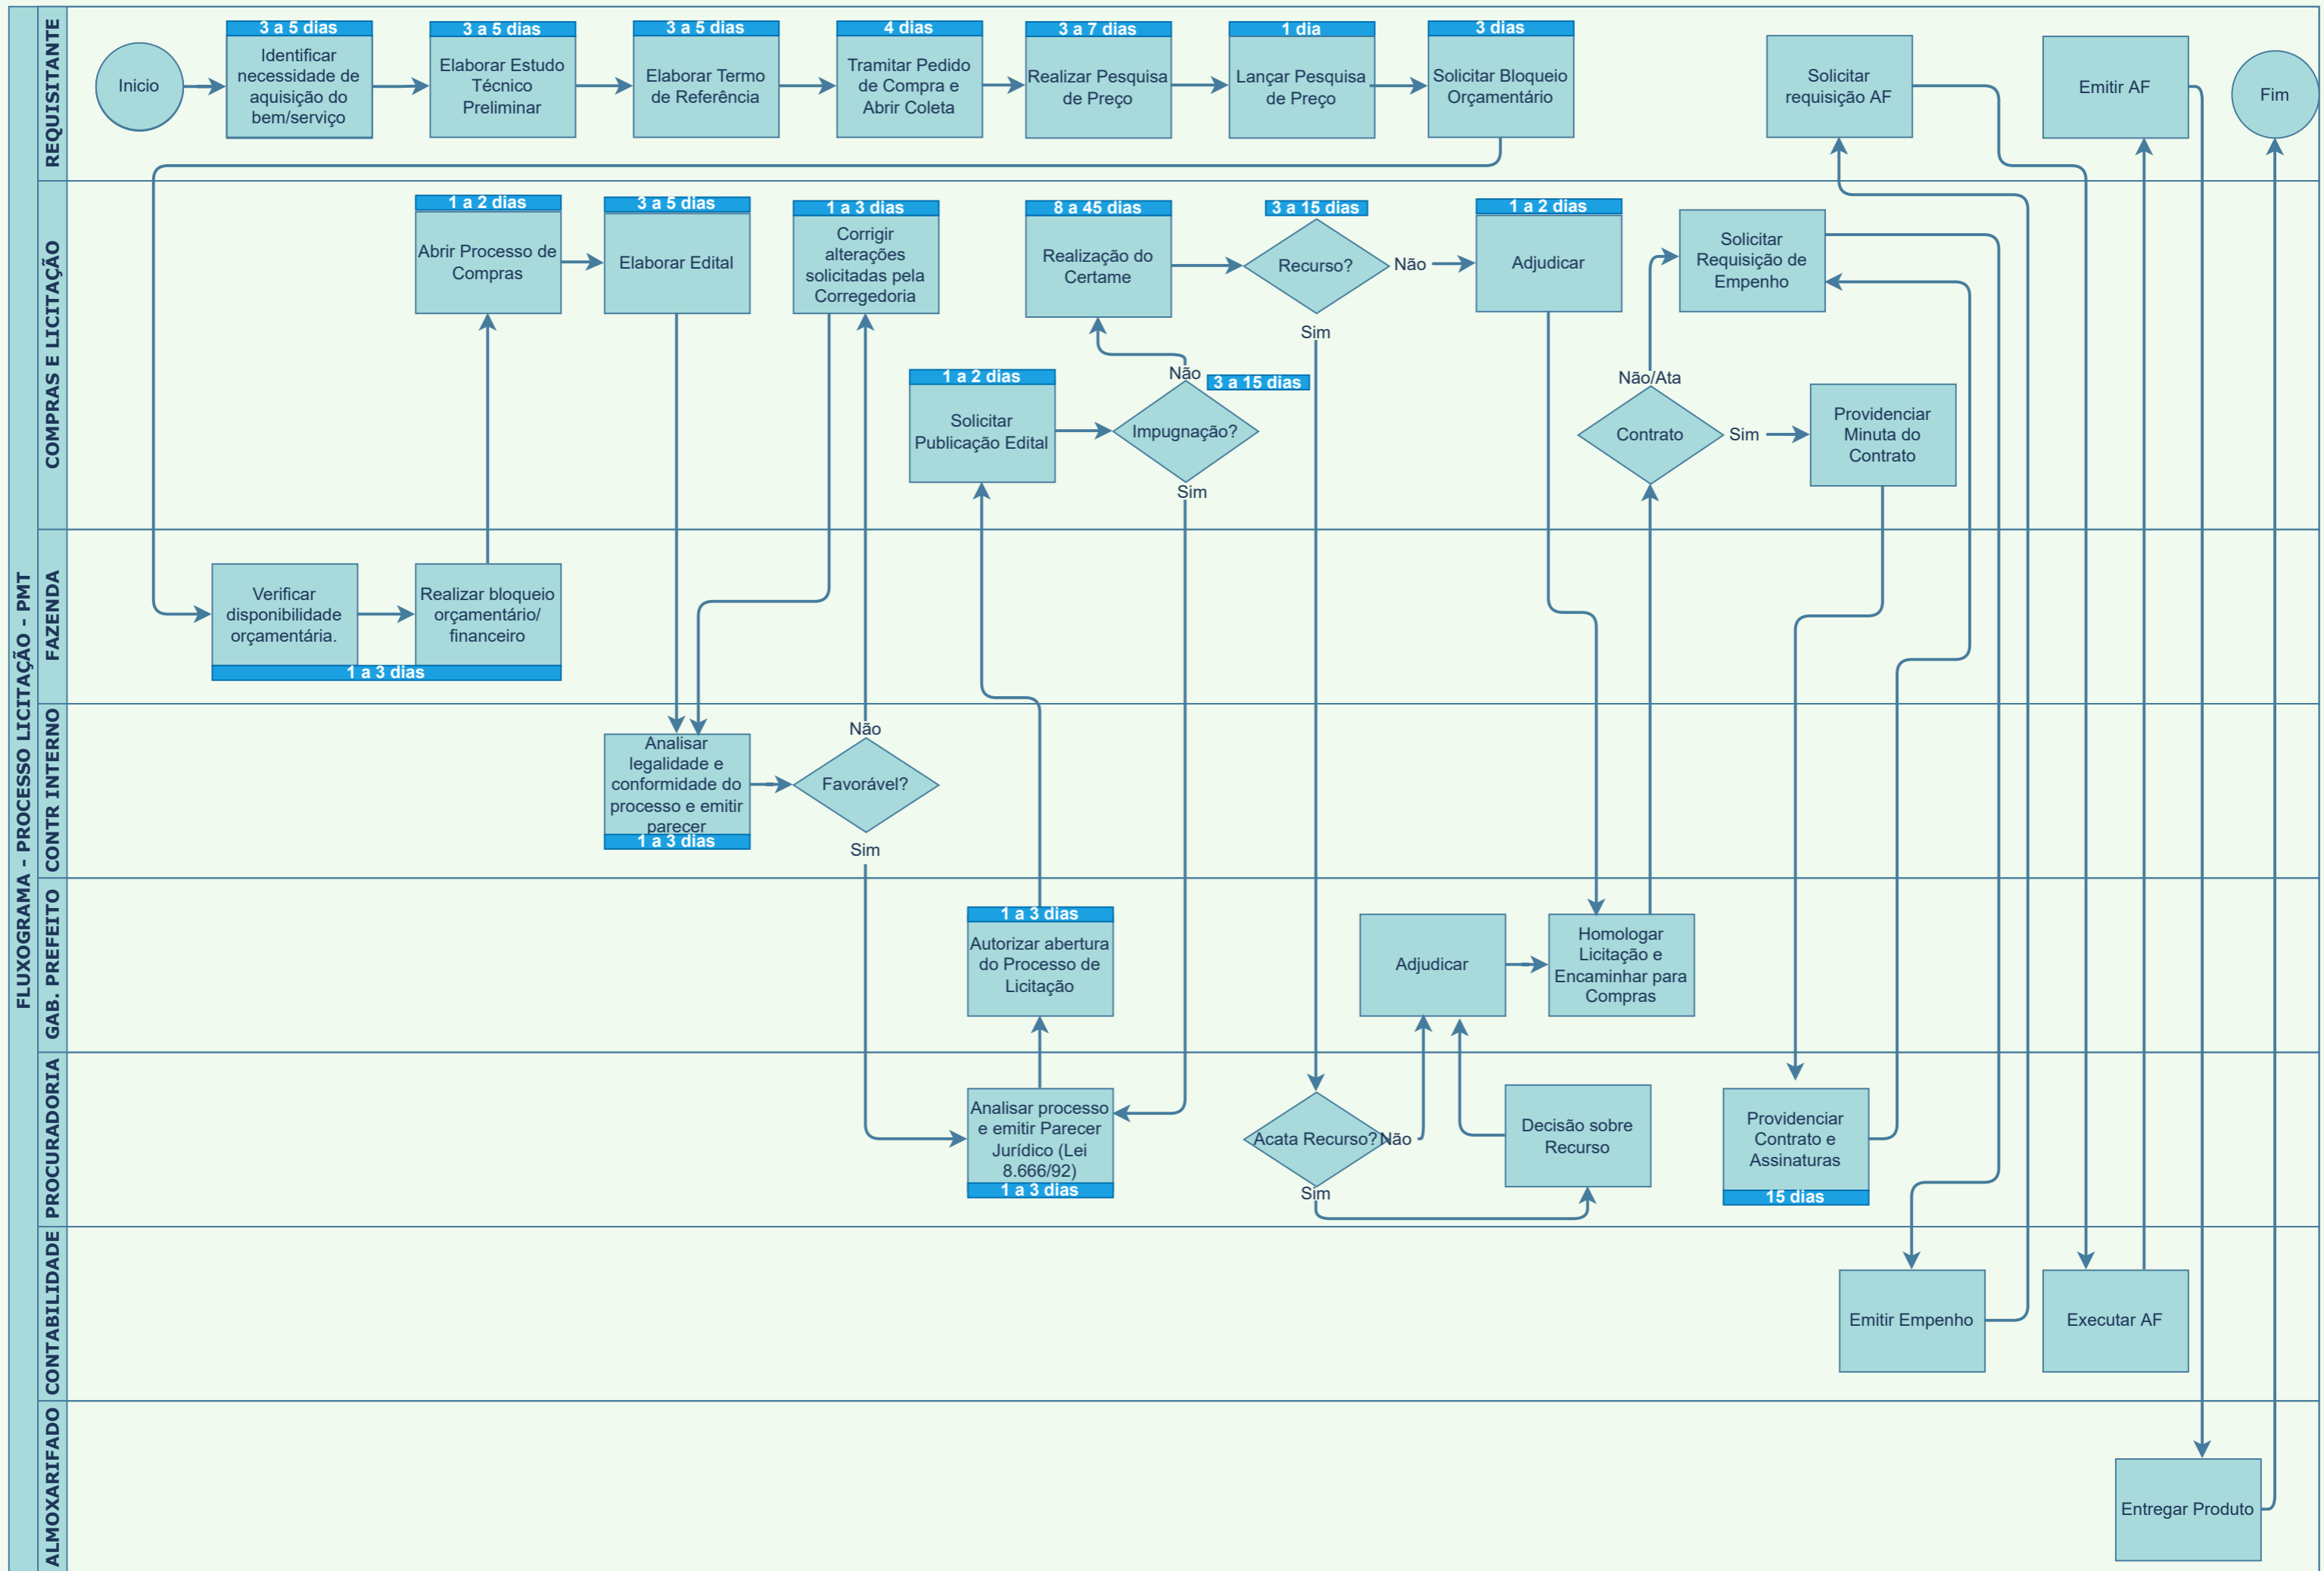 FLUXOGRAMA - PROCESSO LICITAÇÃO - PMT
REQUISITANTE
Inicio
3 a 5 dias
Identificar
necessidade de
aquisição do
bem/serviço
3 a 5 dias
Elaborar Estudo
Técnico
Preliminar
3 a 5 dias
Elaborar Termo
de Referência
4 dias
Tramitar Pedido
de Compra e
Abrir Coleta
3 a 7 dias
Realizar Pesquisa
de Preço
1 dia
Lançar Pesquisa
de Preço
3 dias
Solicitar Bloqueio
Orçamentário
Solicitar
requisição AF
Emitir AF
Fim
COMPRAS E LICITAÇÃO
1 a 2 dias
Abrir Processo de
Compras
3 a 5 dias
Elaborar Edital
1 a 3 dias
Corrigir
alterações
solicitadas pela
Corregedoria
8 a 45 dias
Realização do
Certame
3 a 15 dias
Recurso?
Não
Sim
1 a 2 dias
Adjudicar
Solicitar
Requisição de
Empenho
1 a 2 dias
Solicitar
Publicação Edital
Não
3 a 15 dias
Impugnação?
Sim
Não/Ata
Contrato
Sim
Providenciar
Minuta do
Contrato
FAZENDA
Verificar
disponibilidade
orçamentária.
Realizar bloqueio
orçamentário/
financeiro
1 a 3 dias
CONTR INTERNO
Analisar
legalidade e
conformidade do
processo e emitir
parecer
1 a 3 dias
Não
Favorável?
Sim
GAB. PREFEITO
1 a 3 dias
Autorizar abertura
do Processo de
Licitação
Adjudicar
Homologar
Licitação e
Encaminhar para
Compras
PROCURADORIA
Analisar processo
e emitir Parecer
Jurídico (Lei
8.666/92)
1 a 3 dias
Acata Recurso?
Não
Sim
Decisão sobre
Recurso
Providenciar
Contrato e
Assinaturas
15 dias
CONTABILIDADE
Emitir Empenho
Executar AF
ALMOXARIFADO
Entregar Produto